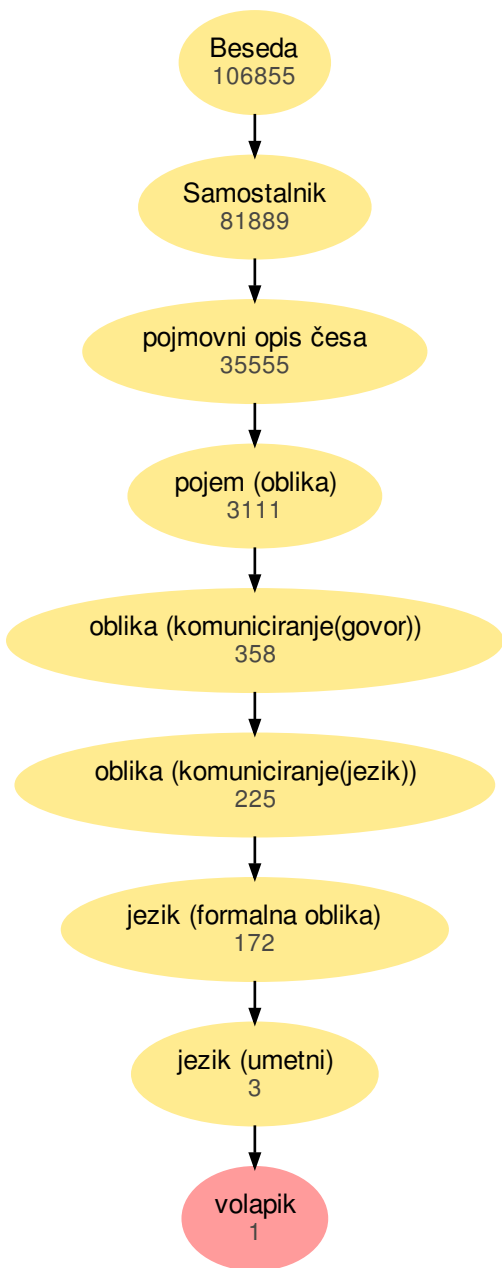 Beseda
106855
Samostalnik
81889
pojmovni opis česa
35555
pojem (oblika)
3111
oblika (komuniciranje(govor))
358
oblika (komuniciranje(jezik))
225
jezik (formalna oblika)
172
jezik (umetni)
3
volapik
1